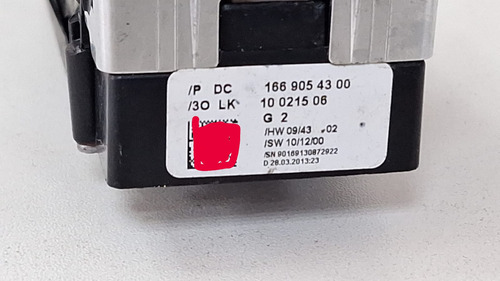 /P DC 166 905 43 00
/3O LK 10 0215 06
G 2
/HW 09/43 02
/SW 10/12/00
/SN 90169130872922
D 28.03.2013:23